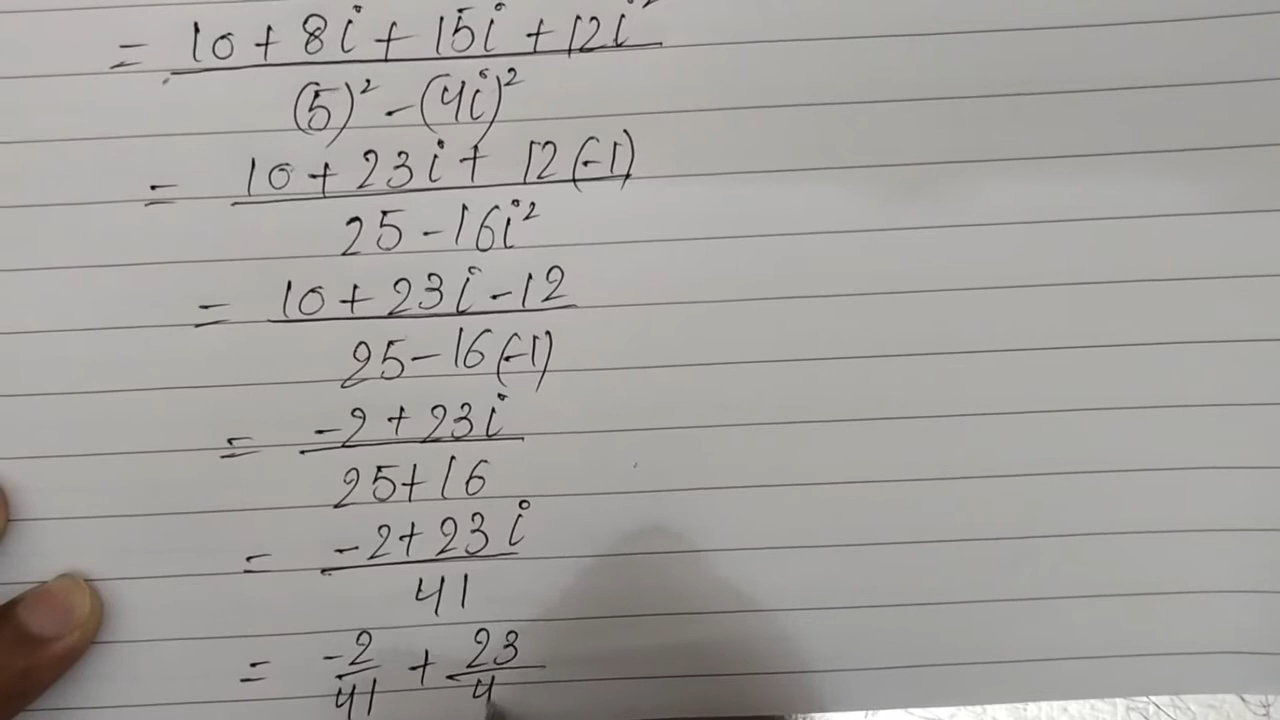 = 10 + 8i + 15i + 12i²
(5)² - (4i)²
= 10 + 23i + 12(-1)
25 - 16i²
= 10 + 23i - 12
25 - 16(-1)
= -2 + 23i
25 + 16
= -2 + 23i
41
= -2 + 23
41 4